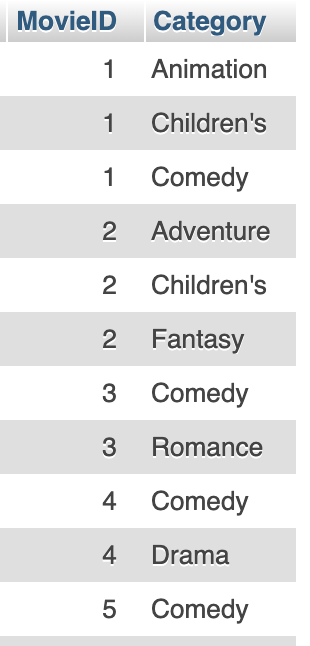 MovieID Category
1 Animation
1 Children's
1 Comedy
2 Adventure
2 Children's
2 Fantasy
3 Comedy
3 Romance
4 Comedy
4 Drama
5 Comedy